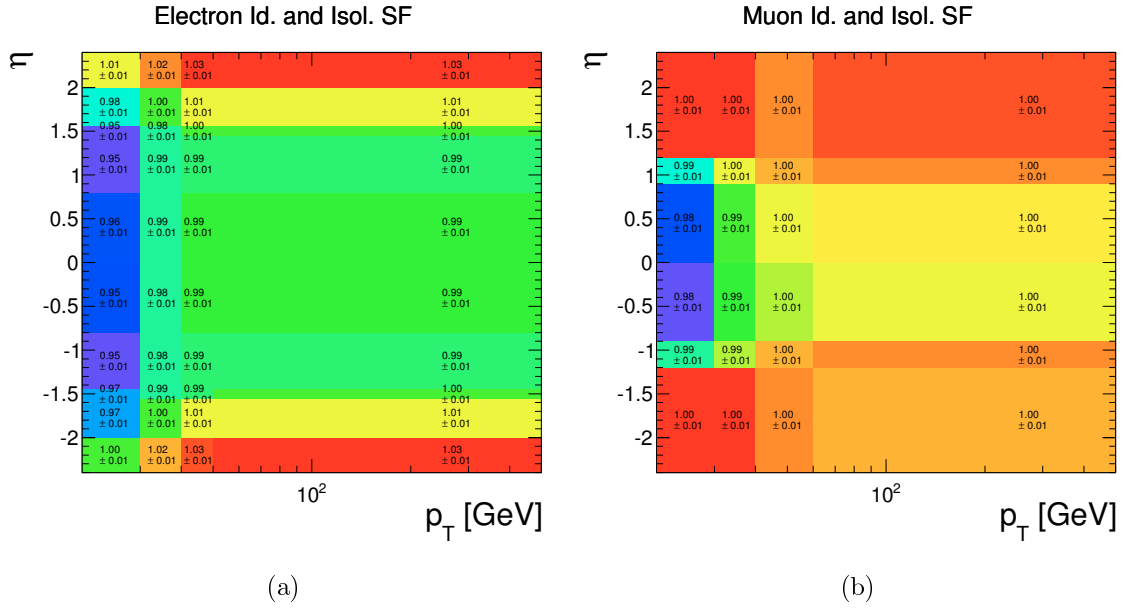 Electron Id. and Isol. SF
η
2
1.5
1
0.5
0
-0.5
-1
-1.5
-2
1.01 1.02 1.03 1.03
± 0.01 ± 0.01 ± 0.01 ± 0.01
0.98 1.00 1.01 1.01
± 0.01 ± 0.01 ± 0.01 ± 0.01
0.95 0.98 1.00 1.00
± 0.01 ± 0.01 ± 0.01 ± 0.01
0.95 0.99 0.99 0.99
± 0.01 ± 0.01 ± 0.01 ± 0.01
0.96 0.99 0.99 0.99
± 0.01 ± 0.01 ± 0.01 ± 0.01
0.95 0.98 0.99 0.99
± 0.01 ± 0.01 ± 0.01 ± 0.01
0.95 0.98 0.99 0.99
± 0.01 ± 0.01 ± 0.01 ± 0.01
0.97 0.99 0.99 1.00
± 0.01 ± 0.01 ± 0.01 ± 0.01
0.97 1.00 1.01 1.01
± 0.01 ± 0.01 ± 0.01 ± 0.01
1.00 1.02 1.03 1.03
± 0.01 ± 0.01 ± 0.01 ± 0.01
10²
p_T [GeV]
(a)
Muon Id. and Isol. SF
η
2
1.5
1
0.5
0
-0.5
-1
-1.5
-2
1.00 1.00 1.00 1.00
± 0.01 ± 0.01 ± 0.01 ± 0.01
0.99 1.00 1.00 1.00
± 0.01 ± 0.01 ± 0.01 ± 0.01
0.98 0.99 1.00 1.00
± 0.01 ± 0.01 ± 0.01 ± 0.01
0.98 0.99 1.00 1.00
± 0.01 ± 0.01 ± 0.01 ± 0.01
0.99 0.99 1.00 1.00
± 0.01 ± 0.01 ± 0.01 ± 0.01
1.00 1.00 1.00 1.00
± 0.01 ± 0.01 ± 0.01 ± 0.01
10²
p_T [GeV]
(b)